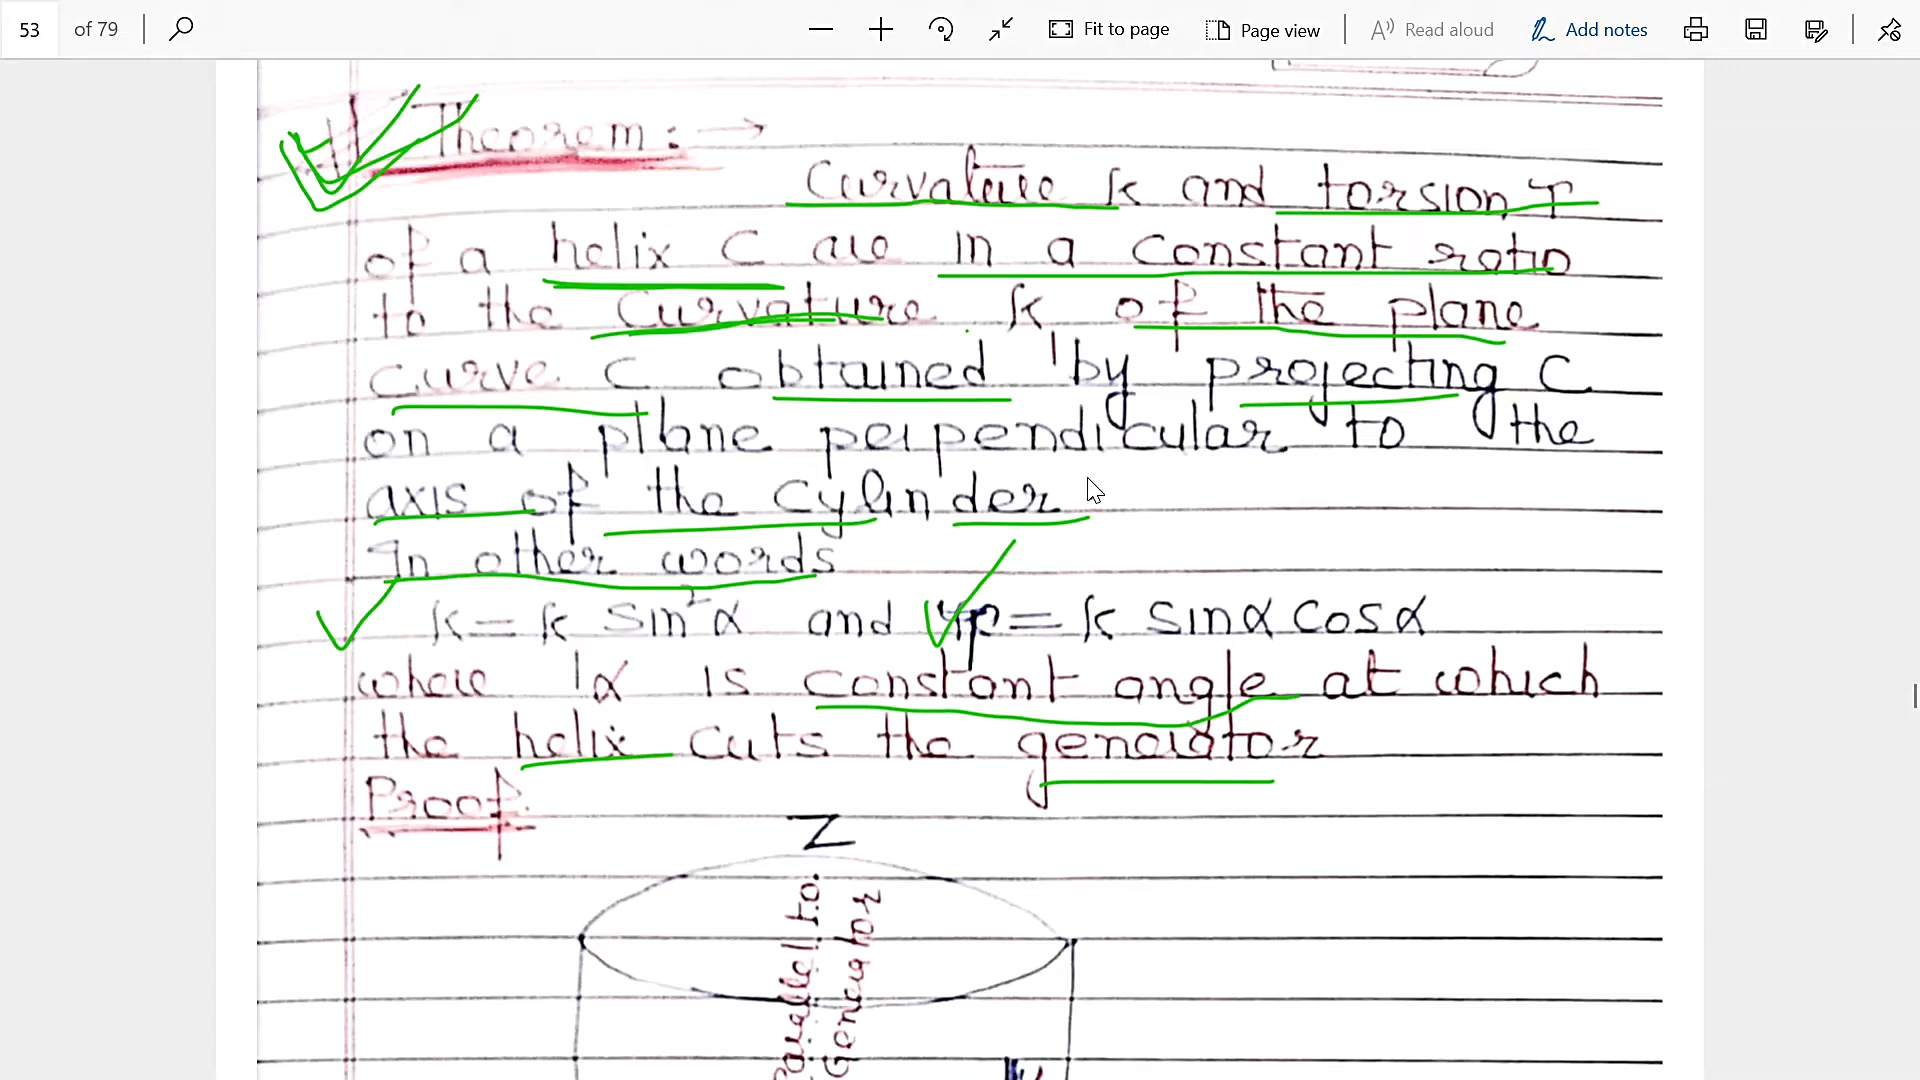 53 of 79 Fit to page Page view Read aloud Add notes
Theorem : →
Curvature k and torsion τ
of a helix C are in a constant ratio
to the curvature k of the plane
curve C obtained by projecting C
on a plane perpendicular to the
axis of the cylinder
In other words
k = k sin²α and = k sinα cosα
where α is constant angle at which
the helix cuts the generator
Proof
Z
Parallel to
Generator